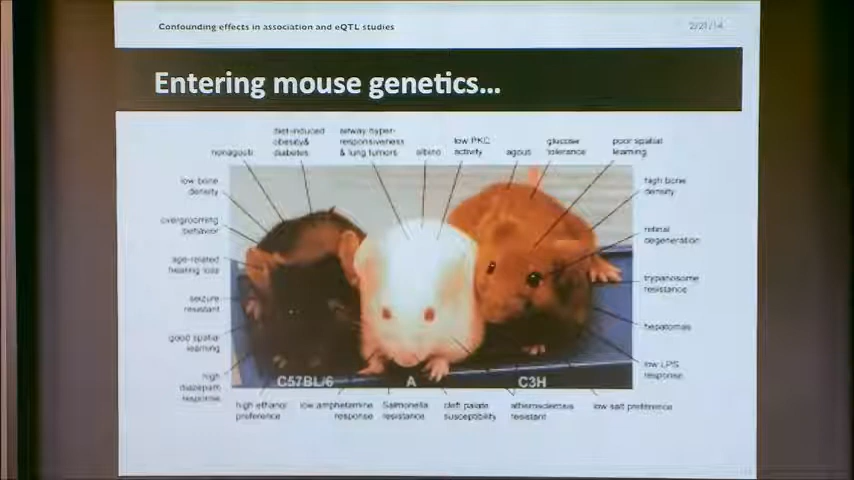 Confounding effects in association and eQTL studies
2/21/14
Entering mouse genetics...
diet-induced
obesity&
diabetes
airway hyper-
responsiveness
& lung tumors
nonagouti
albino
low PKC
activity
agouti
glucose
tolerance
poor spatial
learning
low bone
density
overgrooming
behavior
age-related
hearing loss
seizure
resistant
good spatial
learning
high
diazepam
response
high bone
density
retinal
degeneration
trypanosome
resistance
hepatomas
low LPS
response
C57BL/6
A
C3H
high ethanol
preference
low amphetamine
response
Salmonella
resistance
cleft palate
susceptibility
atherosclerosis
resistant
low salt preference